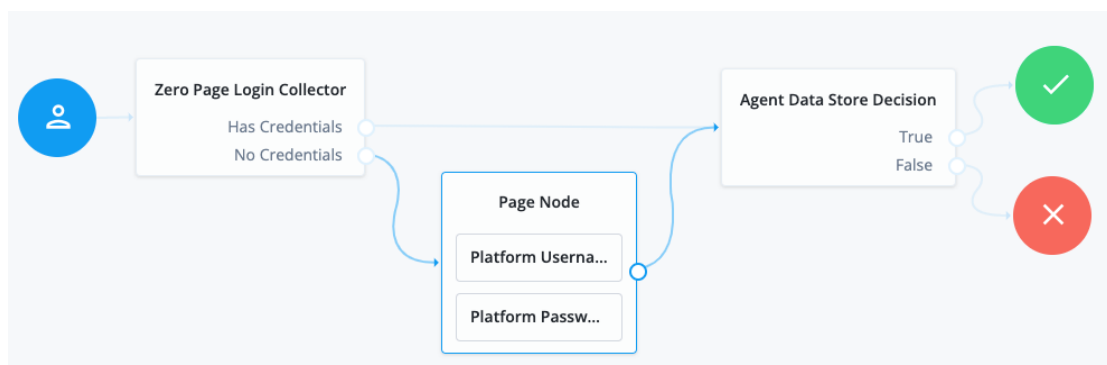 Zero Page Login Collector
Has Credentials
No Credentials
Page Node
Platform Userna...
Platform Passw...
Agent Data Store Decision
True
False